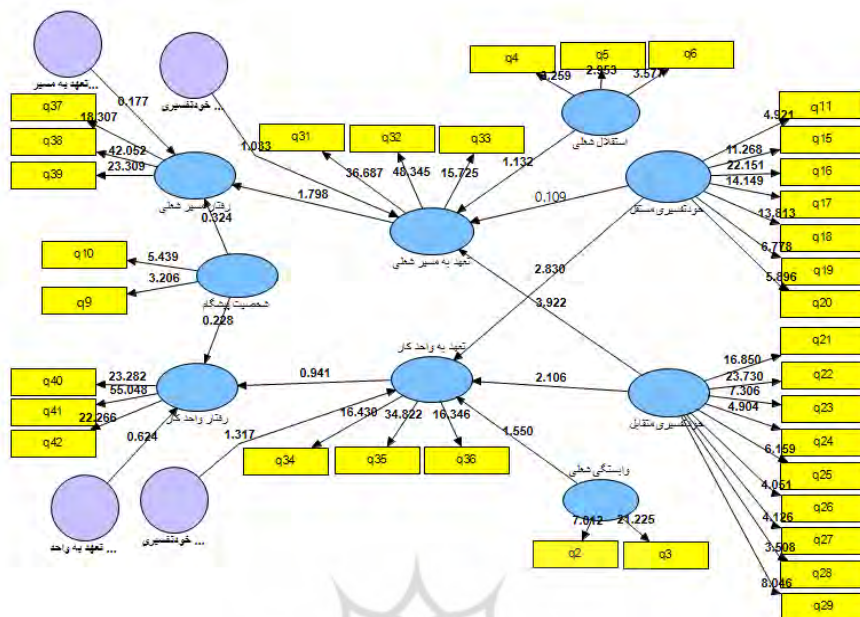 q4
q5
q6
3.259
2.953
3.577
تعهد به مسیر...
خودتفسیری ...
q37
q38
q39
18.307
42.052
23.309
0.177
1.033
q31
q32
q33
36.687
48.345
15.725
استقلال شغلی
1.132
رفتار مسیر شغلی
1.798
تعهد به مسیر شغلی
0.109
خودتفسیری مستقل
q11
q15
q16
q17
q18
q19
q20
4.921
11.268
22.151
14.149
13.813
6.778
5.896
0.324
q10
q9
5.439
3.206
شخصیت پیشگام
0.228
2.830
3.922
تعهد به واحد کار
q40
q41
q42
23.282
55.048
22.266
رفتار واحد کار
0.941
2.106
خودتفسیری متقابل
q21
q22
q23
q24
q25
q26
q27
q28
q29
16.850
23.730
7.306
4.904
6.159
4.051
4.126
3.508
8.046
0.624
1.317
16.430
34.822
16.346
q34
q35
q36
1.550
وابستگی شغلی
7.012
21.225
q2
q3
تعهد به واحد ...
خودتفسیری ...